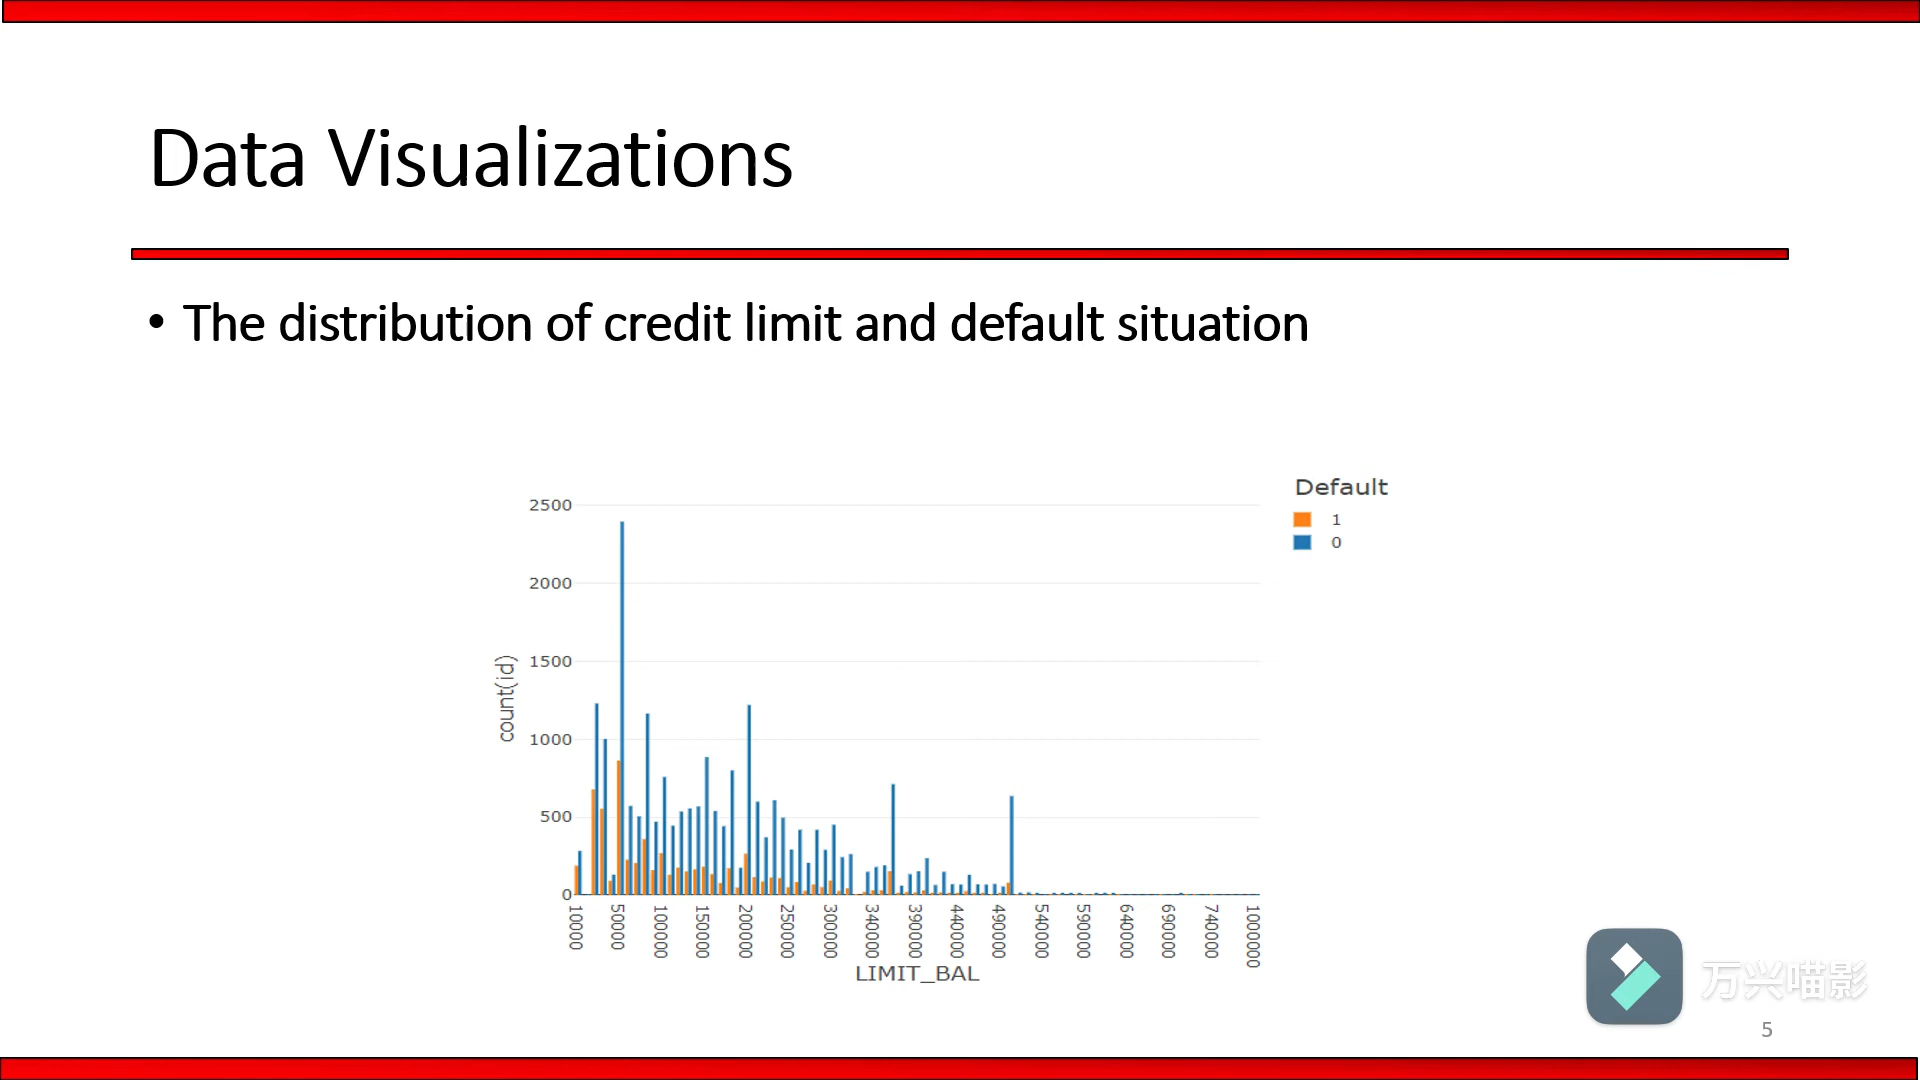 Data Visualizations
• The distribution of credit limit and default situation
Default
1
0
2500
2000
1500
1000
500
0
count(id)
10000 50000 100000 150000 200000 250000 300000 340000 390000 440000 490000 540000 590000 640000 690000 740000 1000000
LIMIT_BAL
万兴喵影
5